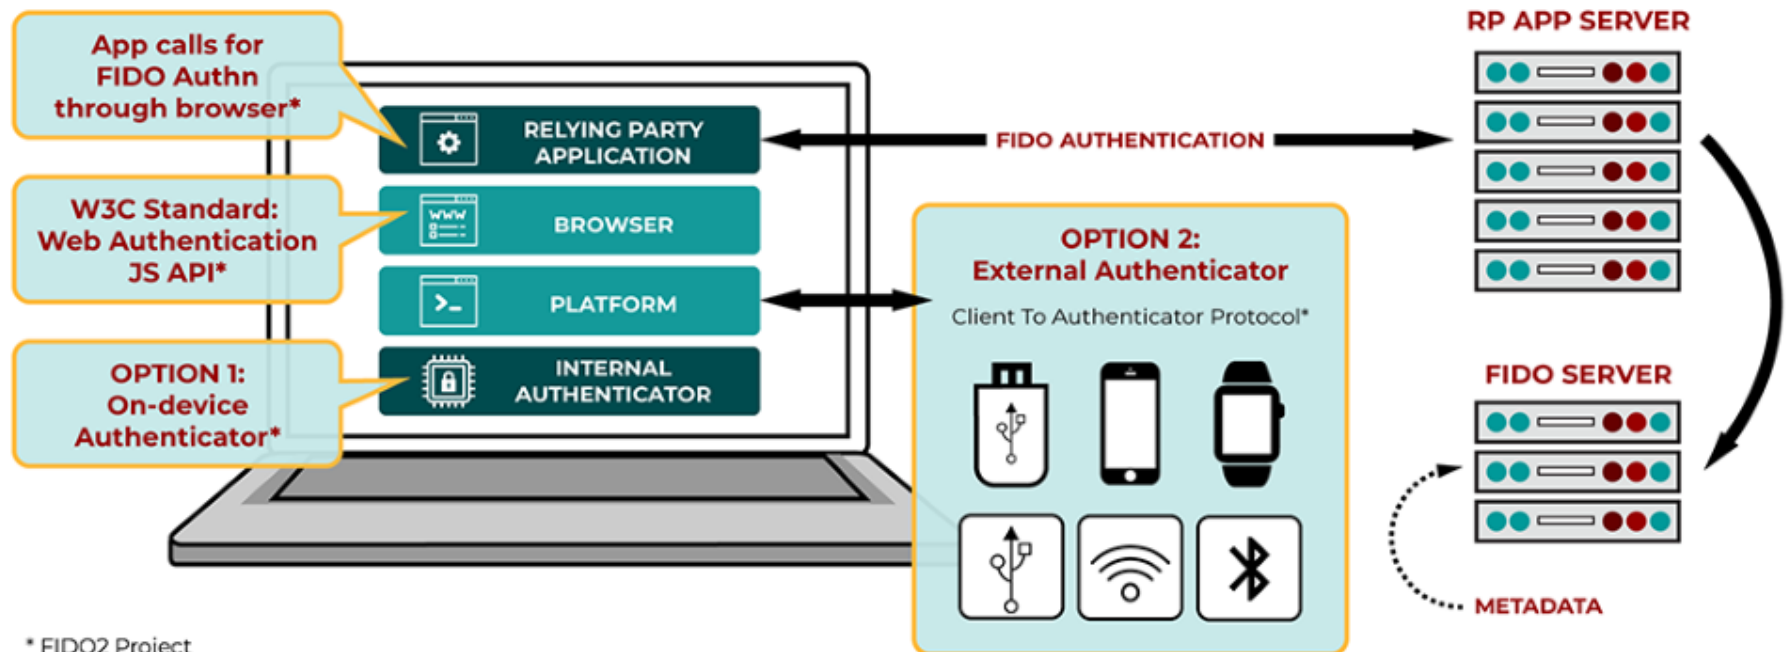 App calls for
FIDO Authn
through browser*
W3C Standard:
Web Authentication
JS API*
OPTION 1:
On-device
Authenticator*
RELYING PARTY
APPLICATION
WWW
BROWSER
>_
PLATFORM
INTERNAL
AUTHENTICATOR
FIDO AUTHENTICATION
OPTION 2:
External Authenticator
Client To Authenticator Protocol*
RP APP SERVER
FIDO SERVER
METADATA
* FIDO2 Project